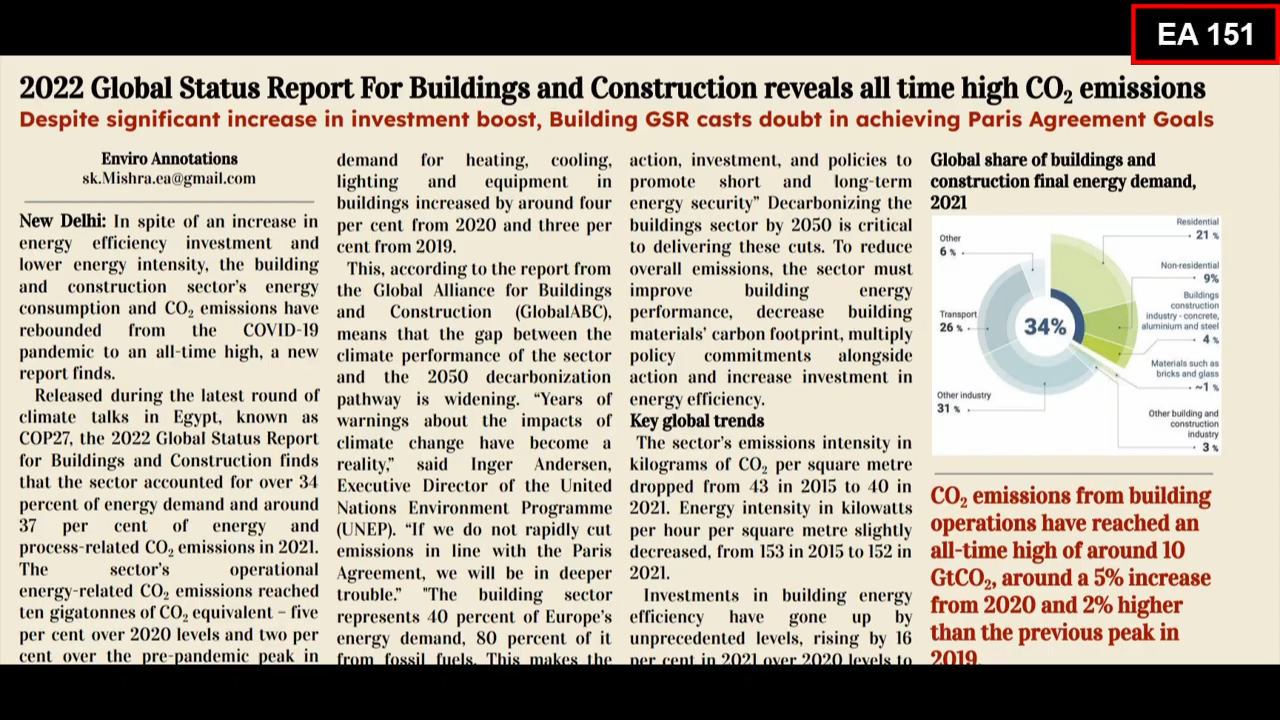 EA 151
2022 Global Status Report For Buildings and Construction reveals all time high CO₂ emissions
Despite significant increase in investment boost, Building GSR casts doubt in achieving Paris Agreement Goals
Enviro Annotations
sk.Mishra.ea@gmail.com
New Delhi: In spite of an increase in
energy efficiency investment and
lower energy intensity, the building
and construction sector's energy
consumption and CO₂ emissions have
rebounded from the COVID-19
pandemic to an all-time high, a new
report finds.
Released during the latest round of
climate talks in Egypt, known as
COP27, the 2022 Global Status Report
for Buildings and Construction finds
that the sector accounted for over 34
percent of energy demand and around
37 per cent of energy and
process-related CO₂ emissions in 2021.
The sector's operational
energy-related CO₂ emissions reached
ten gigatonnes of CO₂ equivalent – five
per cent over 2020 levels and two per
cent over the pre-pandemic peak in
demand for heating, cooling,
lighting and equipment in
buildings increased by around four
per cent from 2020 and three per
cent from 2019.
This, according to the report from
the Global Alliance for Buildings
and Construction (GlobalABC),
means that the gap between the
climate performance of the sector
and the 2050 decarbonization
pathway is widening. “Years of
warnings about the impacts of
climate change have become a
reality,” said Inger Andersen,
Executive Director of the United
Nations Environment Programme
(UNEP). “If we do not rapidly cut
emissions in line with the Paris
Agreement, we will be in deeper
trouble.” "The building sector
represents 40 percent of Europe's
energy demand, 80 percent of it
from fossil fuels. This makes the
action, investment, and policies to
promote short and long-term
energy security” Decarbonizing the
buildings sector by 2050 is critical
to delivering these cuts. To reduce
overall emissions, the sector must
improve building energy
performance, decrease building
materials' carbon footprint, multiply
policy commitments alongside
action and increase investment in
energy efficiency.
Key global trends
The sector's emissions intensity in
kilograms of CO₂ per square metre
dropped from 43 in 2015 to 40 in
2021. Energy intensity in kilowatts
per hour per square metre slightly
decreased, from 153 in 2015 to 152 in
2021.
Investments in building energy
efficiency have gone up by
unprecedented levels, rising by 16
per cent in 2021 over 2020 levels to
Global share of buildings and
construction final energy demand,
2021
Residential
21 %
Non-residential
9%
Buildings
construction
industry - concrete,
aluminium and steel
4 %
Materials such as
bricks and glass
~1 %
Other building and
construction
industry
3 %
Other
6 %
Transport
26 %
Other industry
31 %
34%
CO₂ emissions from building
operations have reached an
all-time high of around 10
GtCO₂, around a 5% increase
from 2020 and 2% higher
than the previous peak in
2019.